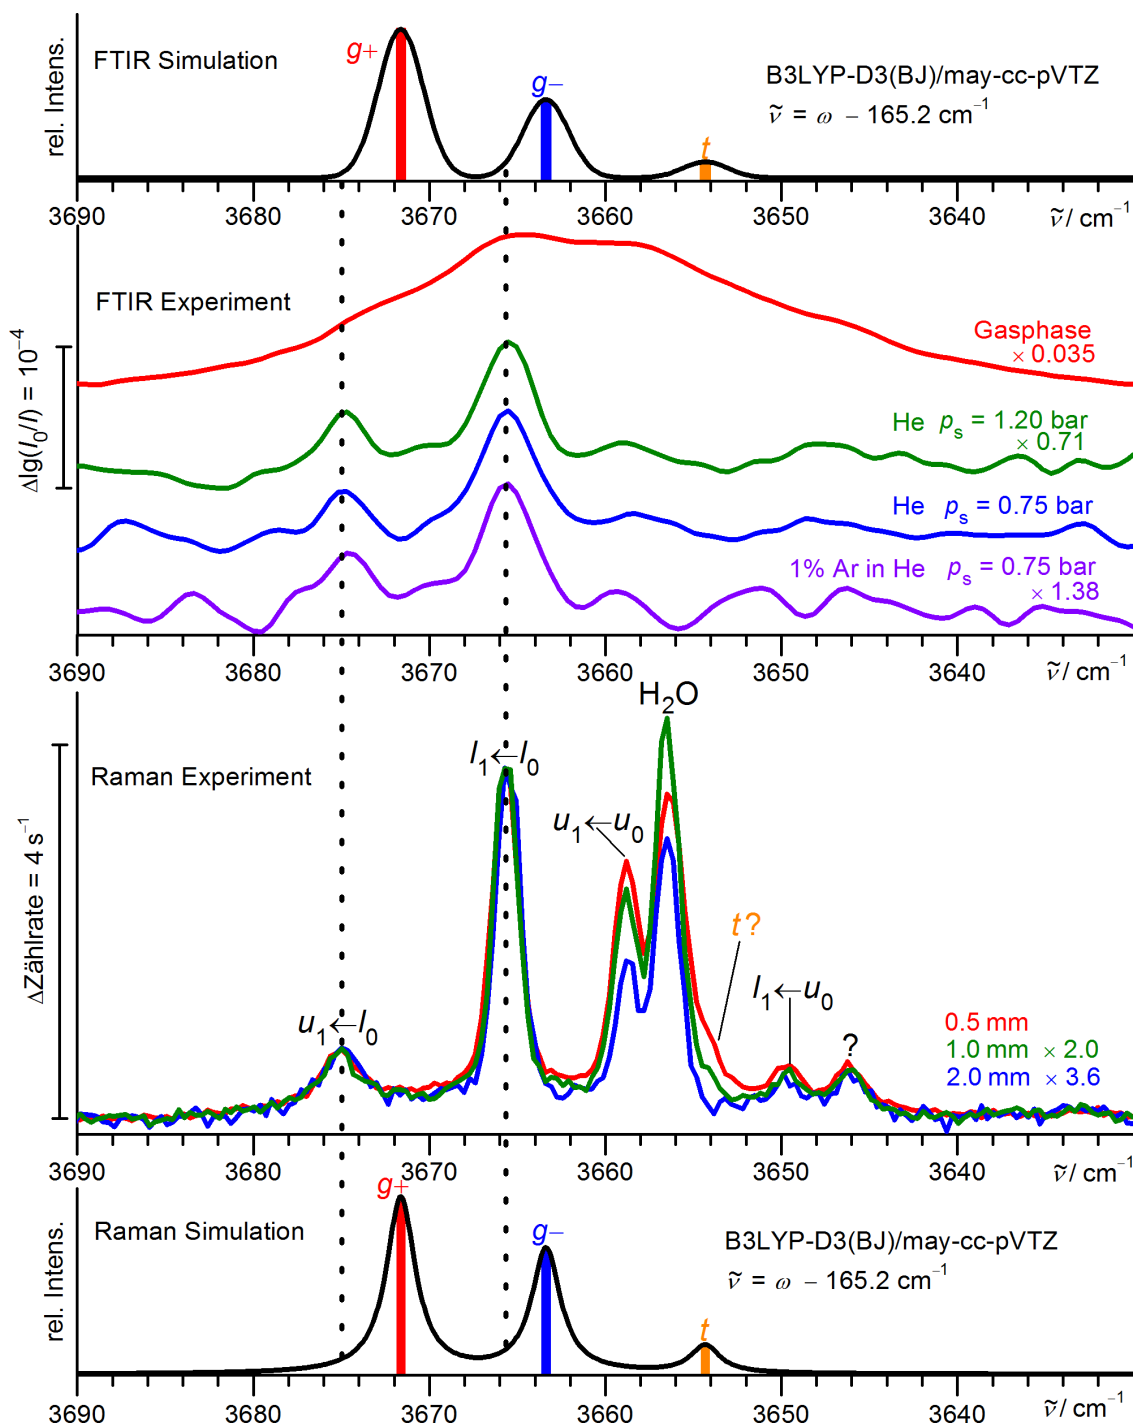 FTIR Simulation
rel. Intens.
g+
g−
t
B3LYP-D3(BJ)/may-cc-pVTZ
ν̃ = ω − 165.2 cm⁻¹
3690 3680 3670 3660 3650 3640 ν̃ / cm⁻¹
FTIR Experiment
Δlg(I₀/I) = 10⁻⁴
Gasphase
× 0.035
He pₛ = 1.20 bar
× 0.71
He pₛ = 0.75 bar
1% Ar in He pₛ = 0.75 bar
× 1.38
3690 3680 3670 3660 3650 3640 ν̃ / cm⁻¹
Raman Experiment
ΔZählrate = 4 s⁻¹
H₂O
l₁←l₀
u₁←u₀
t?
l₁←u₀
u₁←l₀
?
0.5 mm
1.0 mm × 2.0
2.0 mm × 3.6
3690 3680 3670 3660 3650 3640 ν̃ / cm⁻¹
Raman Simulation
rel. Intens.
g+
g−
t
B3LYP-D3(BJ)/may-cc-pVTZ
ν̃ = ω − 165.2 cm⁻¹
3690 3680 3670 3660 3650 3640 ν̃ / cm⁻¹